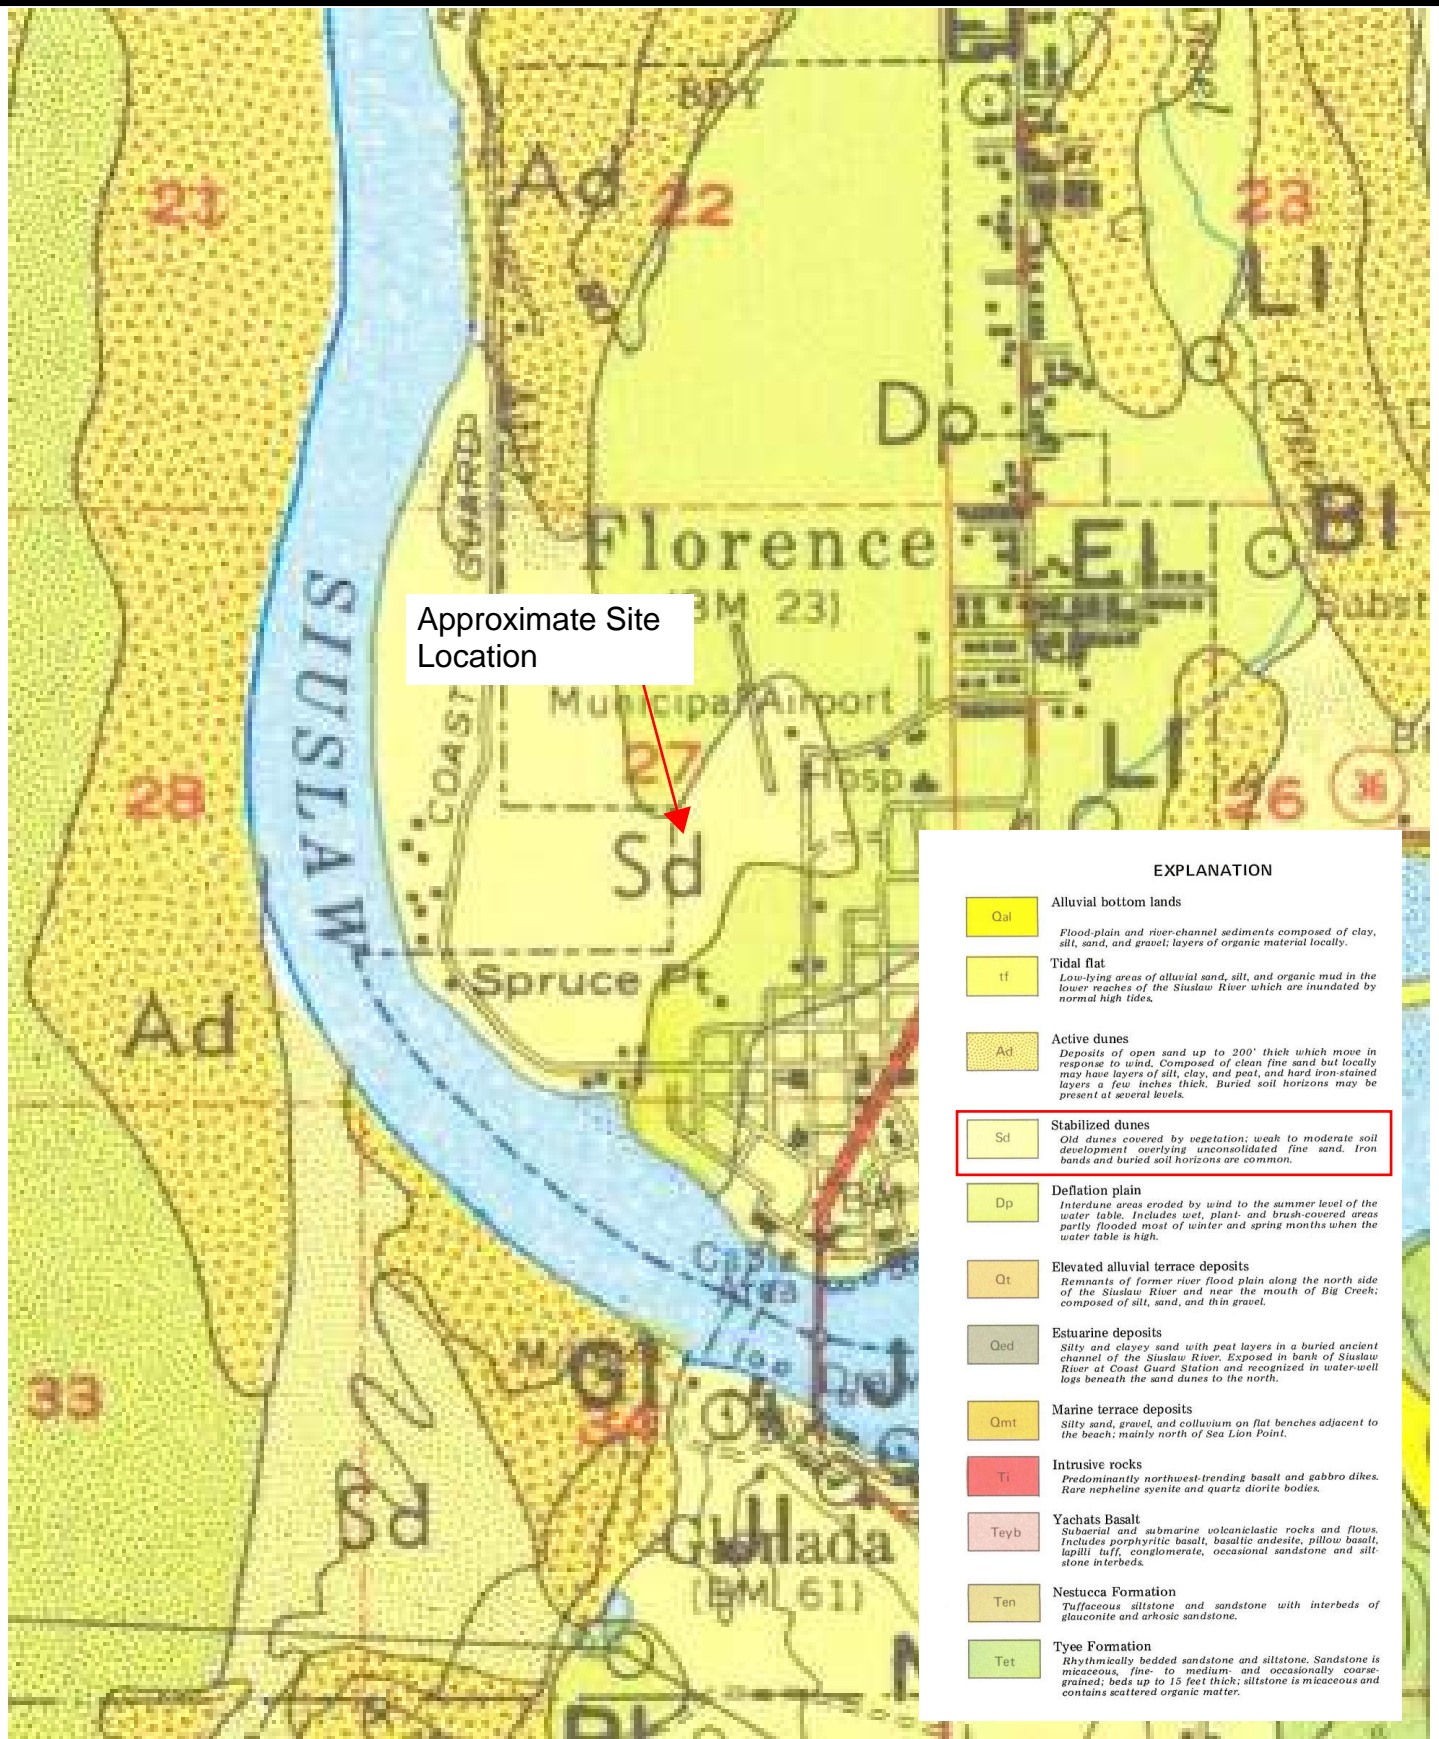 BDY
Ad
21
22
23
LI
Dp
GUARD
COAST
Florence
(BM 23)
EI
BI
Subst
SIUSLAW
Approximate Site
Location
Municipal Airport
27
Hosp
LI
28
26
Sd
Spruce Pt
Ad
BM
GI
J
33
34
Sd
Glenada
(BM 61)
EXPLANATION
Qal
Alluvial bottom lands
Flood-plain and river-channel sediments composed of clay,
silt, sand, and gravel; layers of organic material locally.
tf
Tidal flat
Low-lying areas of alluvial sand, silt, and organic mud in the
lower reaches of the Siuslaw River which are inundated by
normal high tides.
Ad
Active dunes
Deposits of open sand up to 200' thick which move in
response to wind. Composed of clean fine sand but locally
may have layers of silt, clay, and peat, and hard iron-stained
layers a few inches thick. Buried soil horizons may be
present at several levels.
Sd
Stabilized dunes
Old dunes covered by vegetation; weak to moderate soil
development overlying unconsolidated fine sand. Iron
bands and buried soil horizons are common.
Dp
Deflation plain
Interdune areas eroded by wind to the summer level of the
water table. Includes wet, plant- and brush-covered areas
partly flooded most of winter and spring months when the
water table is high.
Qt
Elevated alluvial terrace deposits
Remnants of former river flood plain along the north side
of the Siuslaw River and near the mouth of Big Creek;
composed of silt, sand, and thin gravel.
Qed
Estuarine deposits
Silty and clayey sand with peat layers in a buried ancient
channel of the Siuslaw River. Exposed in bank of Siuslaw
River at Coast Guard Station and recognized in water-well
logs beneath the sand dunes to the north.
Qmt
Marine terrace deposits
Silty sand, gravel, and colluvium on flat benches adjacent to
the beach; mainly north of Sea Lion Point.
Ti
Intrusive rocks
Predominantly northwest-trending basalt and gabbro dikes.
Rare nepheline syenite and quartz diorite bodies.
Teyb
Yachats Basalt
Subaerial and submarine volcaniclastic rocks and flows.
Includes porphyritic basalt, basaltic andesite, pillow basalt,
lapilli tuff, conglomerate, occasional sandstone and silt-
stone interbeds.
Ten
Nestucca Formation
Tuffaceous siltstone and sandstone with interbeds of
glauconite and arkosic sandstone.
Tet
Tyee Formation
Rhythmically bedded sandstone and siltstone. Sandstone is
micaceous, fine- to medium- and occasionally coarse-
grained; beds up to 15 feet thick; siltstone is micaceous and
contains scattered organic matter.